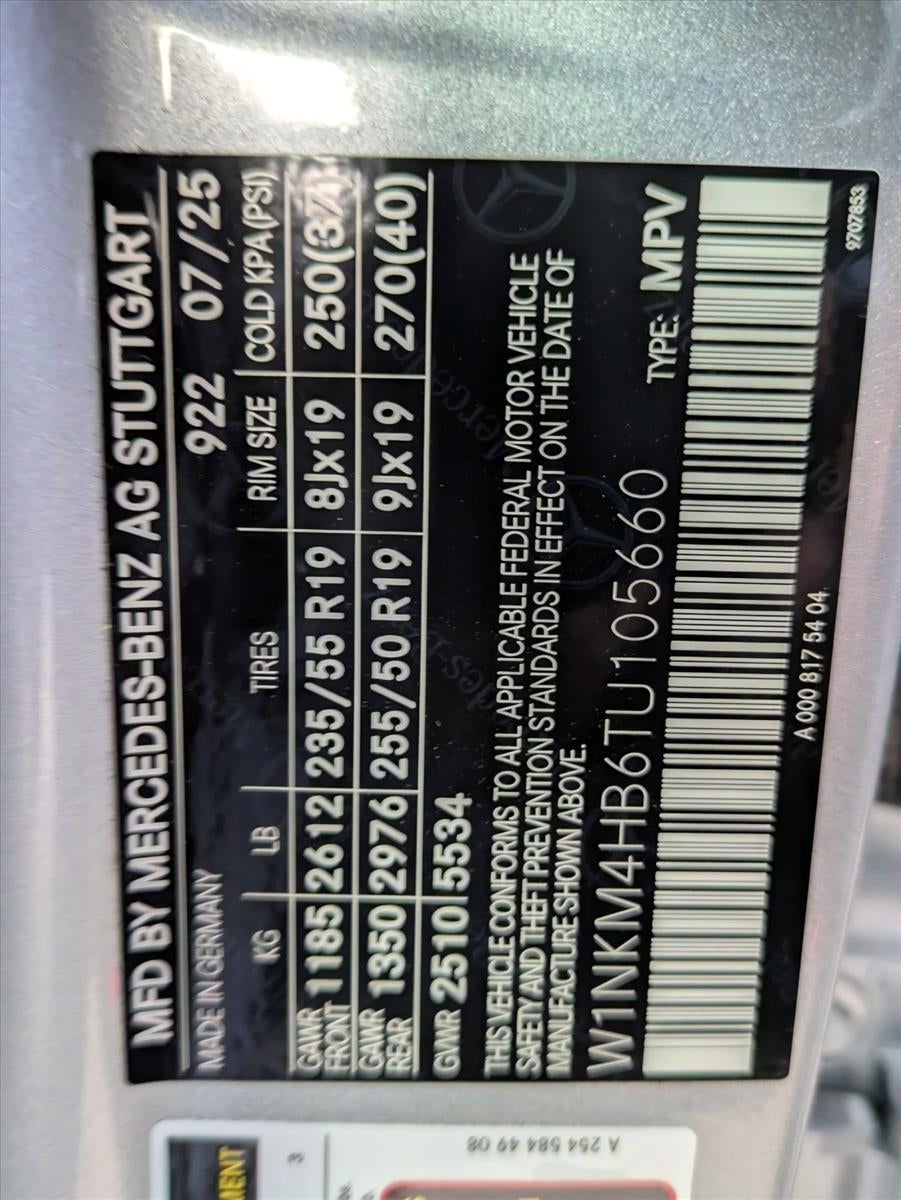 MFD BY MERCEDES-BENZ AG STUTTGART
MADE IN GERMANY 922 07/25
KG LB TIRES RIM SIZE COLD KPA(PSI)
GAWR FRONT 1185 2612 235/55 R19 8Jx19 250(37)
GAWR REAR 1350 2976 255/50 R19 9Jx19 270(40)
GWR 2510 5534
THIS VEHICLE CONFORMS TO ALL APPLICABLE FEDERAL MOTOR VEHICLE
SAFETY AND THEFT PREVENTION STANDARDS IN EFFECT ON THE DATE OF
MANUFACTURE SHOWN ABOVE.
W1NKM4HB6TU105660 TYPE: MPV
A 000 817 54 04
9707853
A 254 584 49 08
3